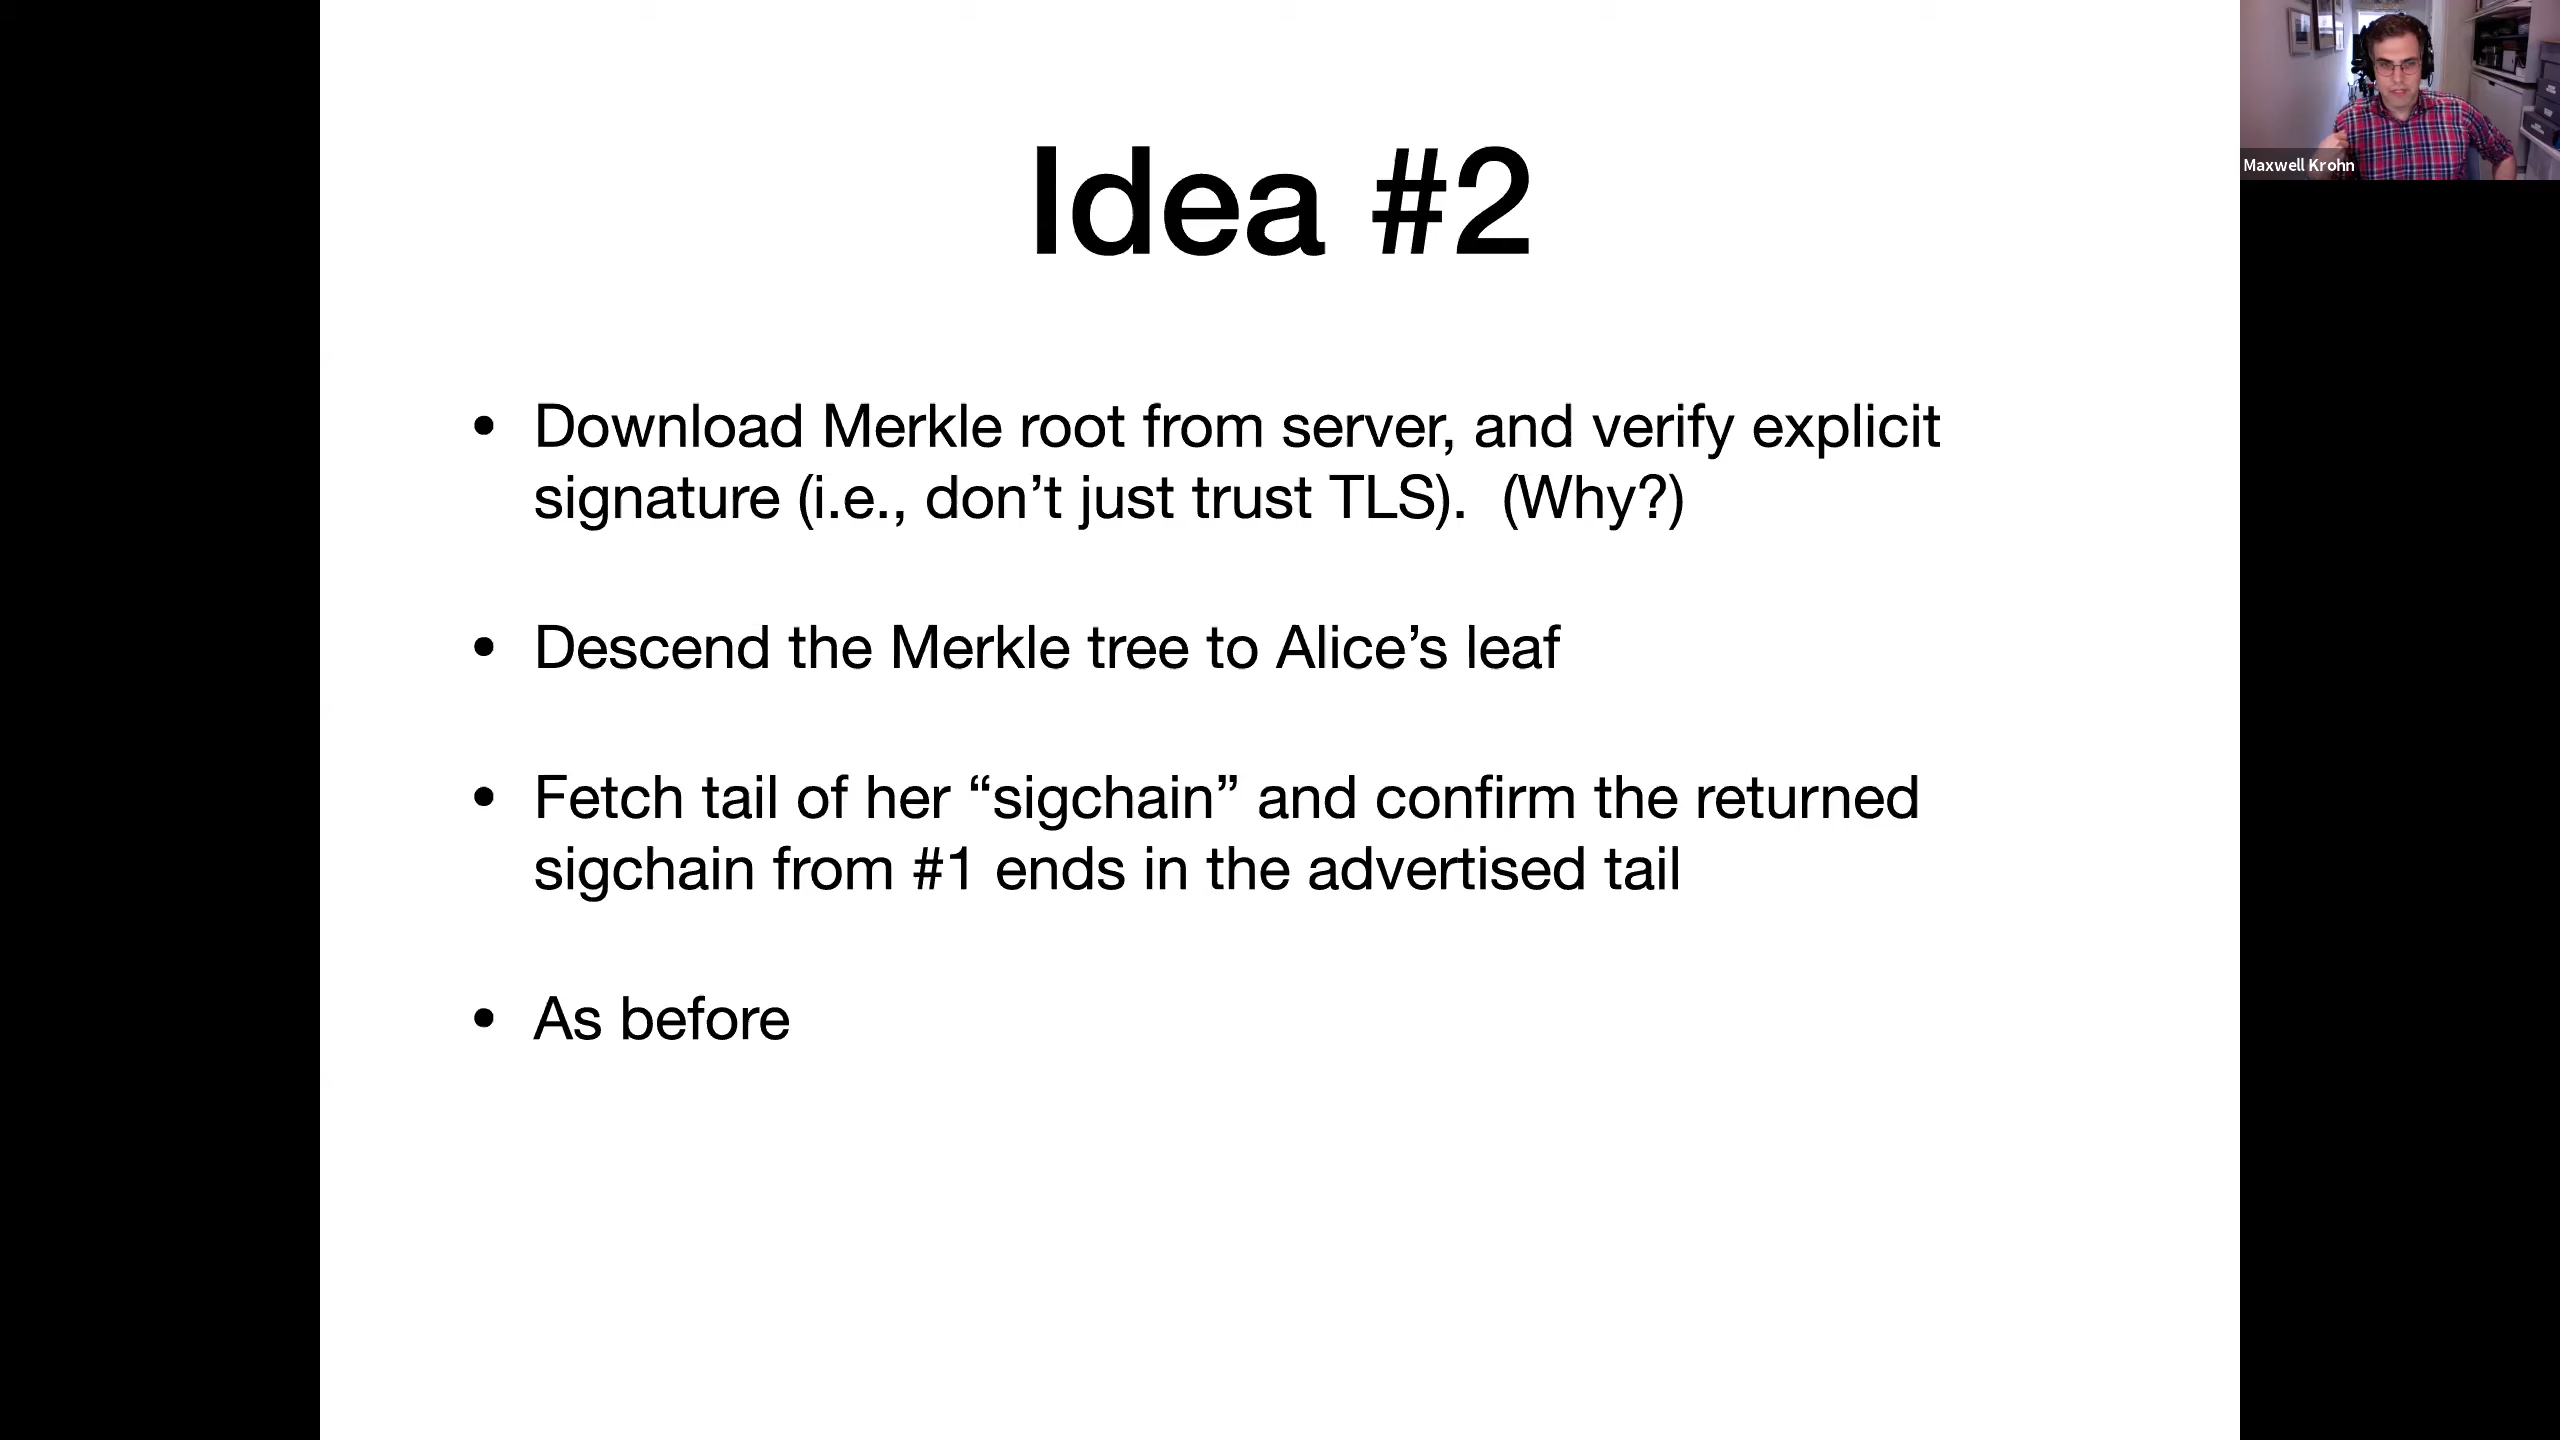 Idea #2
• Download Merkle root from server, and verify explicit
signature (i.e., don’t just trust TLS).  (Why?)
• Descend the Merkle tree to Alice’s leaf
• Fetch tail of her “sigchain” and confirm the returned
sigchain from #1 ends in the advertised tail
• As before
Maxwell Krohn